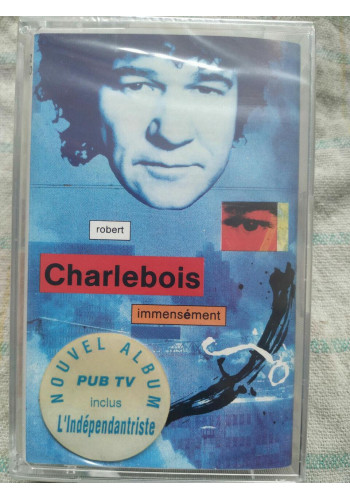 robert
Charlebois
immensément
NOUVEL ALBUM
PUB TV
inclus
L'Indépendantriste